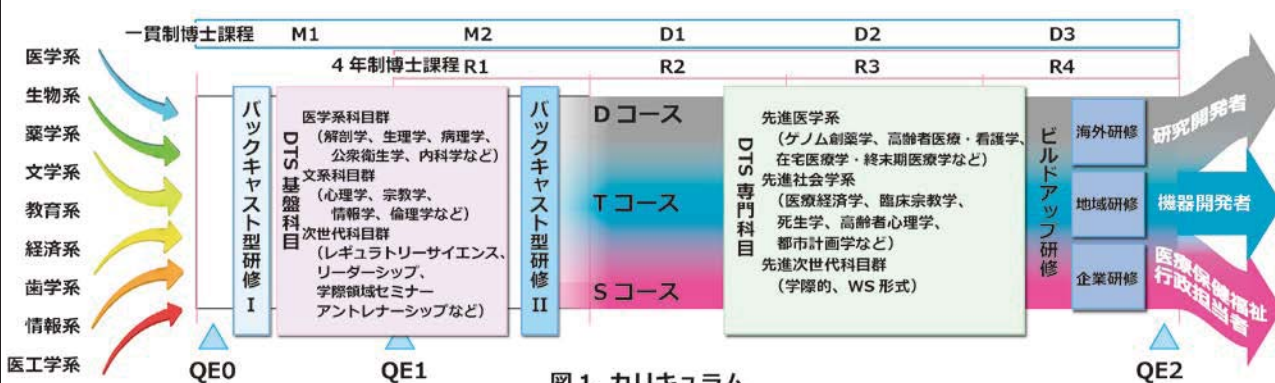 一貫制博士課程 M1 M2 D1 D2 D3
4年制博士課程 R1 R2 R3 R4
医学系
生物系
薬学系
文学系
教育系
経済系
歯学系
情報系
医工学系
バックキャスト型研修 I
DTS 基盤科目
医学系科目群
(解剖学、生理学、病理学、
公衆衛生学、内科学など)
文系科目群
(心理学、宗教学、
情報学、倫理学など)
次世代科目群
(レギュラトリーサイエンス、
リーダーシップ、
学際領域セミナー
アントレナーシップなど)
バックキャスト型研修 II
D コース
T コース
S コース
DTS 専門科目
先進医学系
(ゲノム創薬学、高齢者医療・看護学、
在宅医療学・終末期医療学など)
先進社会学系
(医療経済学、臨床宗教学、
死生学、高齢者心理学、
都市計画学など)
先進次世代科目群
(学際的、WS 形式)
ビルドアップ研修
海外研修
地域研修
企業研修
研究開発者
機器開発者
医療保健福祉
行政担当者
QE0
QE1
QE2
図1 カリキュラム